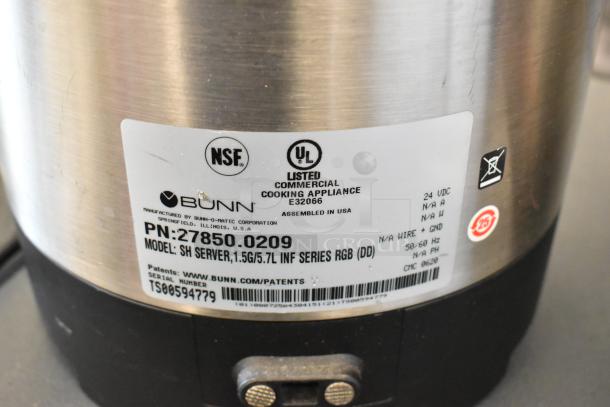 NSF
UL
LISTED
COMMERCIAL
COOKING APPLIANCE
E32066
ASSEMBLED IN USA
BUNN
MANUFACTURED BY BUNN-O-MATIC CORPORATION
SPRINGFIELD, ILLINOIS, U.S.A
PN:27850.0209
MODEL: SH SERVER,1.5G/5.7L INF SERIES RGB (DD)
24 VDC
N/A A
N/A W
N/A WIRE + GND
50/60 Hz
N/A PH
CMC 0620
Patents: WWW.BUNN.COM/PATENTS
SERIAL NUMBER
TS00594779
GROUP